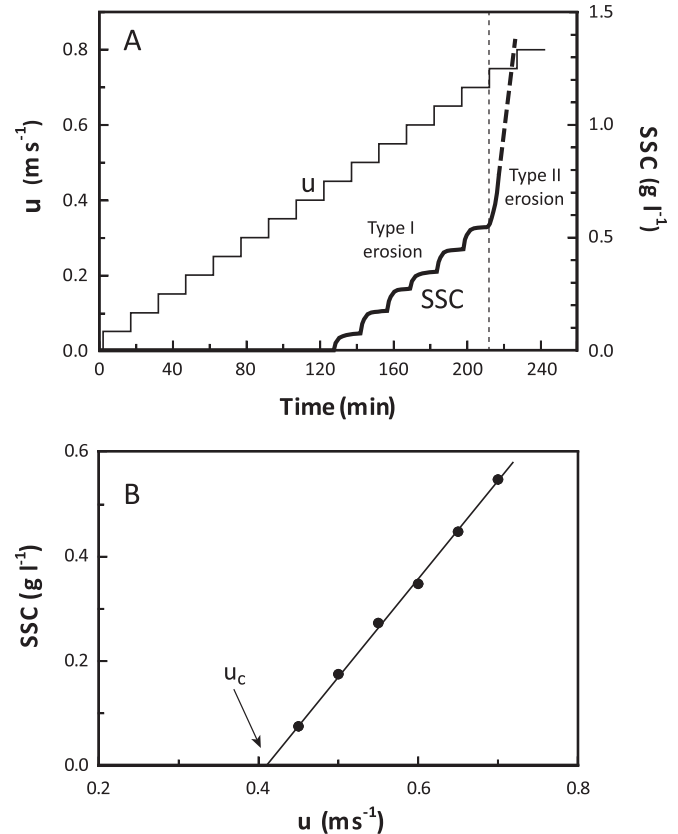 A
u (m s⁻¹)
0.8
0.6
0.4
0.2
0.0
1.5
1.0
0.5
0.0
SSC (g l⁻¹)
u
Type I
erosion
Type II
erosion
SSC
0 40 80 120 160 200 240
Time (min)
B
SSC (g l⁻¹)
0.6
0.4
0.2
0.0
uc
0.2 0.4 0.6 0.8
u (ms⁻¹)